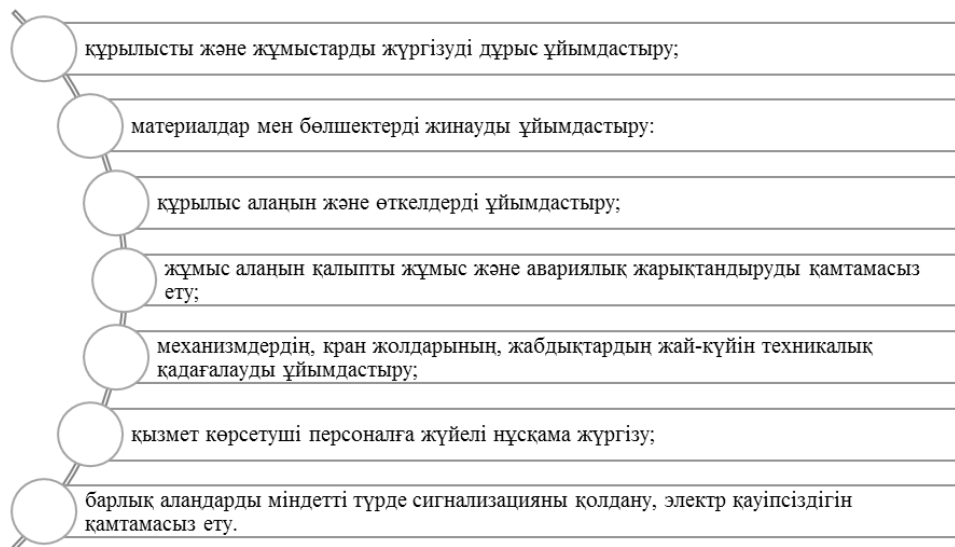 құрылысты және жұмыстарды жүргізуді дұрыс ұйымдастыру;
материалдар мен бөлшектерді жинауды ұйымдастыру:
құрылыс алаңын және өткелдерді ұйымдастыру;
жұмыс алаңын қалыпты жұмыс және авариялық жарықтандыруды қамтамасыз
ету;
механизмдердің, кран жолдарының, жабдықтардың жай-күйін техникалық
қадағалауды ұйымдастыру;
қызмет көрсетуші персоналға жүйелі нұсқама жүргізу;
барлық алаңдарды міндетті түрде сигнализацияны қолдану, электр қауіпсіздігін
қамтамасыз ету.